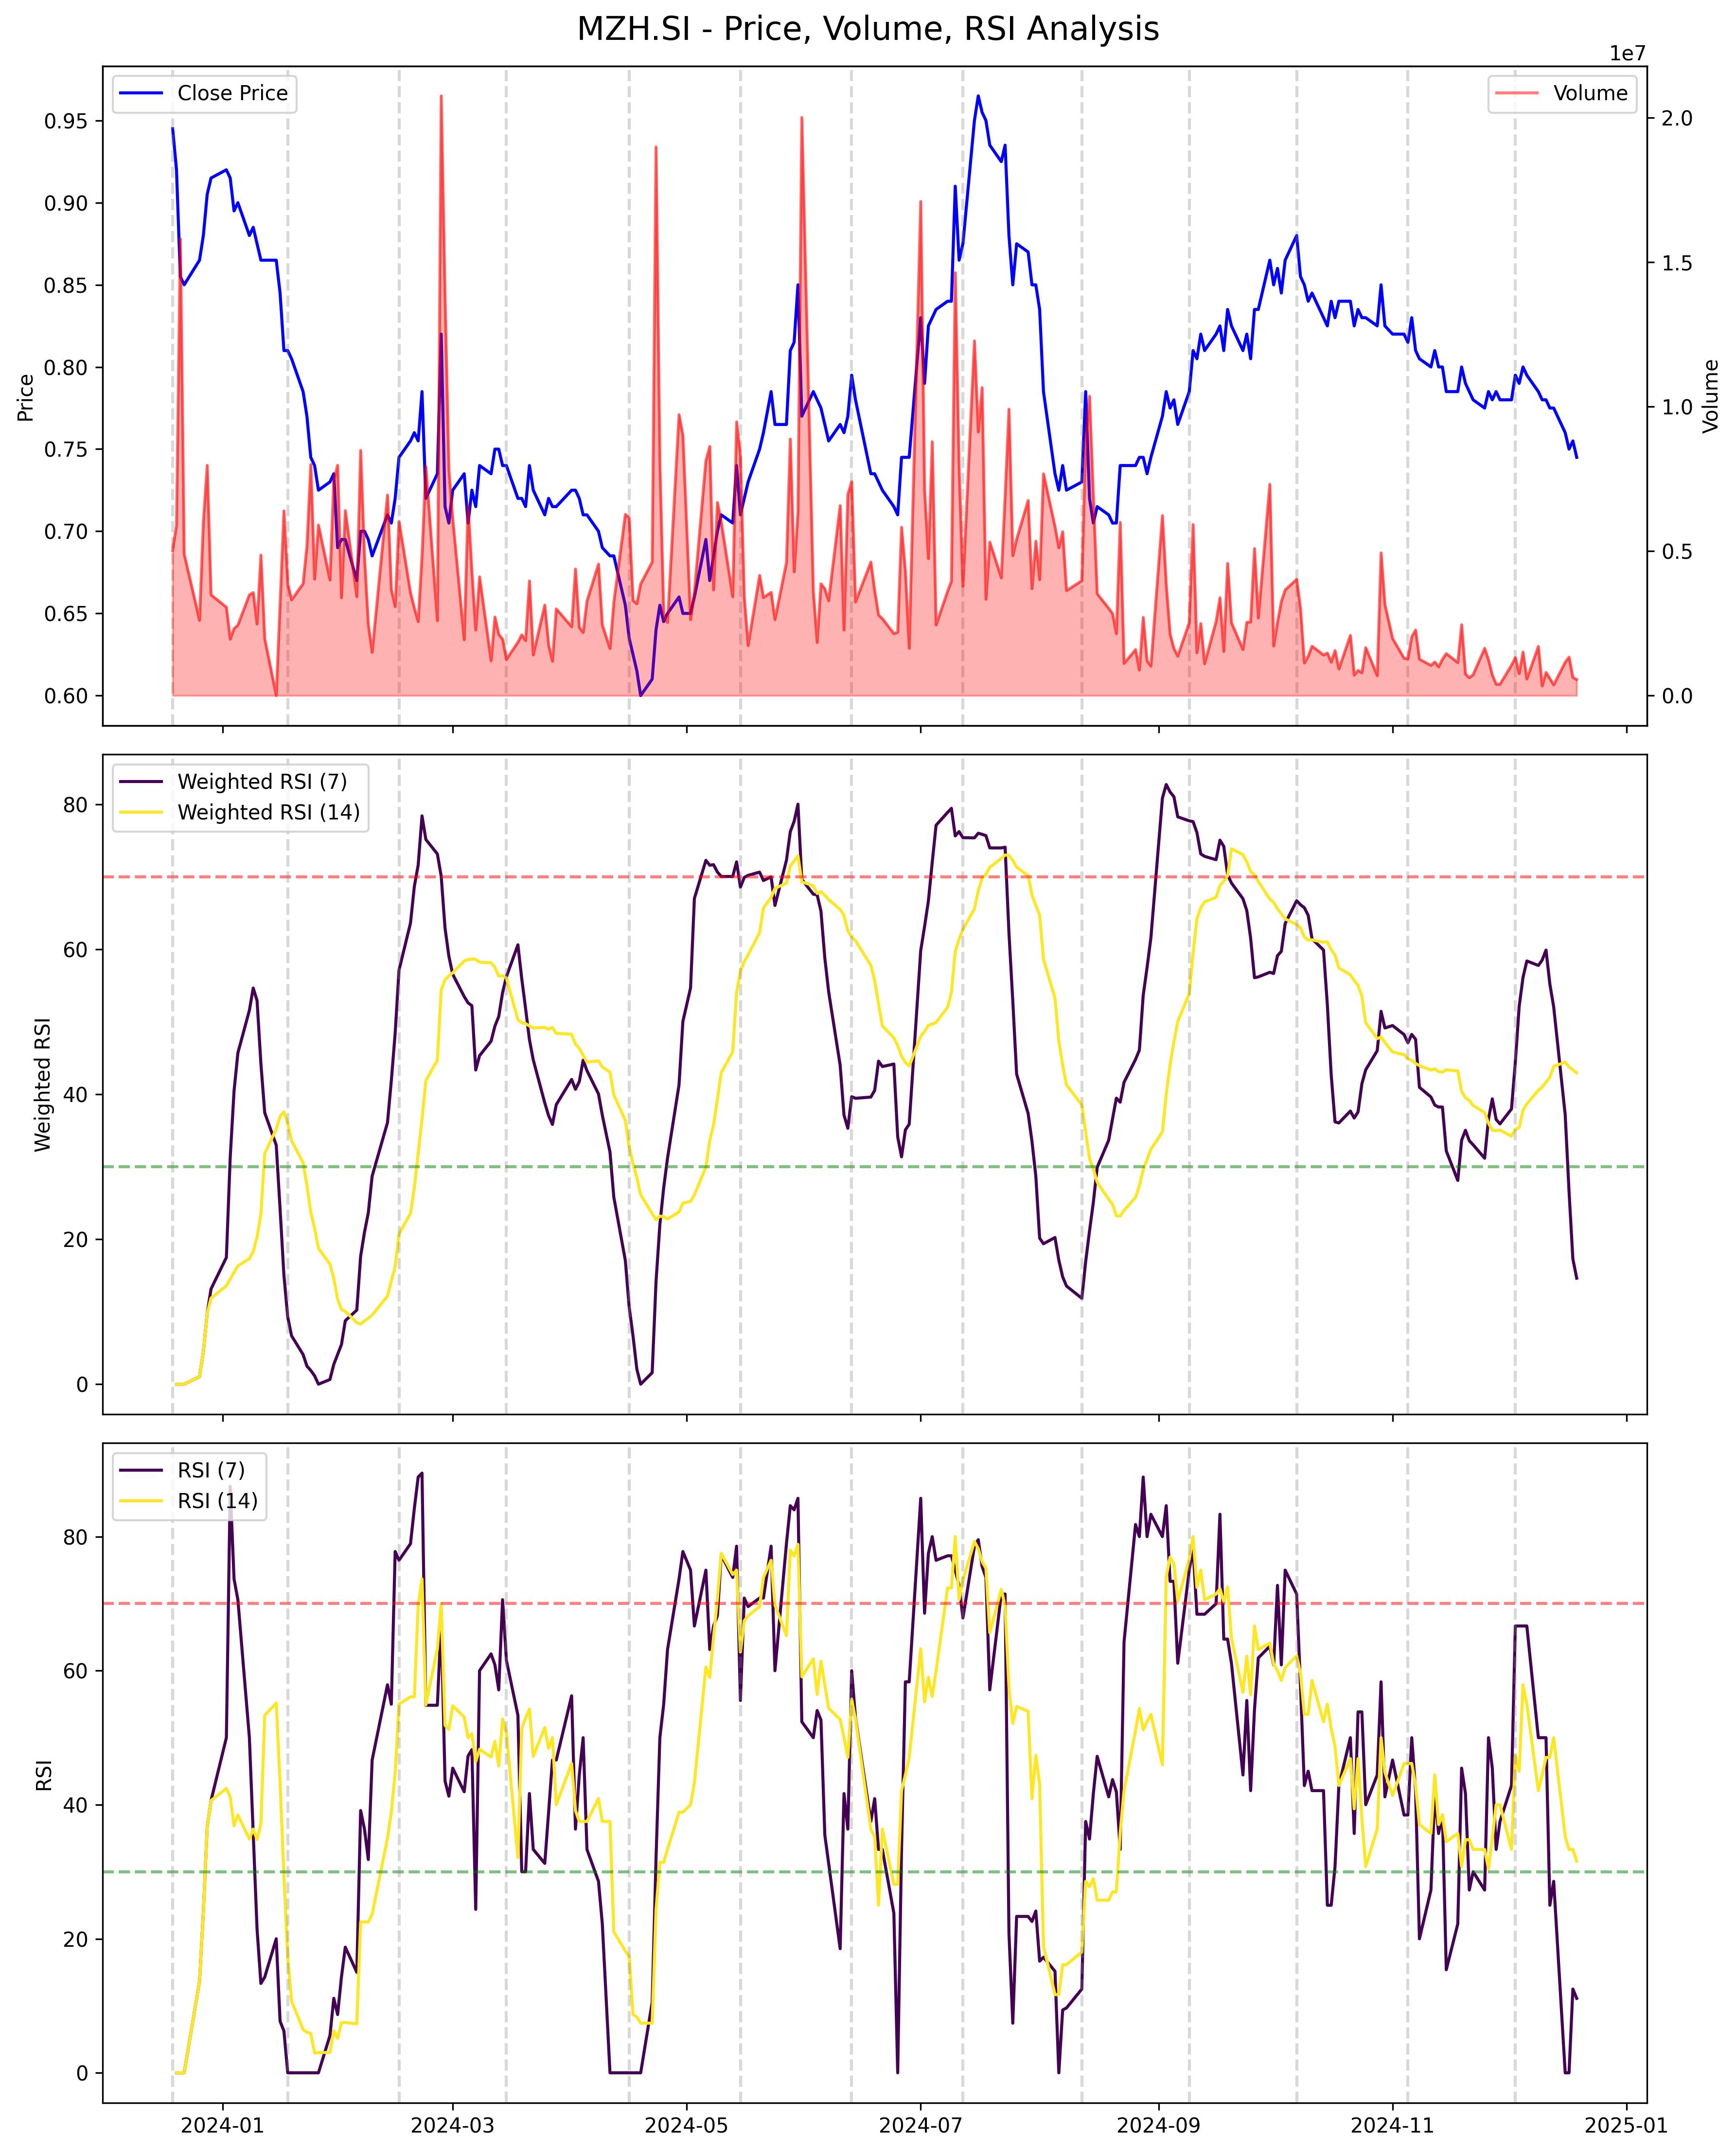 MZH.SI - Price, Volume, RSI Analysis
1e7
Close Price
Volume
0.95
0.90
0.85
0.80
0.75
0.70
0.65
0.60
Price
2.0
1.5
1.0
0.5
0.0
Volume
Weighted RSI (7)
Weighted RSI (14)
80
60
40
20
0
Weighted RSI
RSI (7)
RSI (14)
80
60
40
20
0
RSI
2024-01
2024-03
2024-05
2024-07
2024-09
2024-11
2025-01